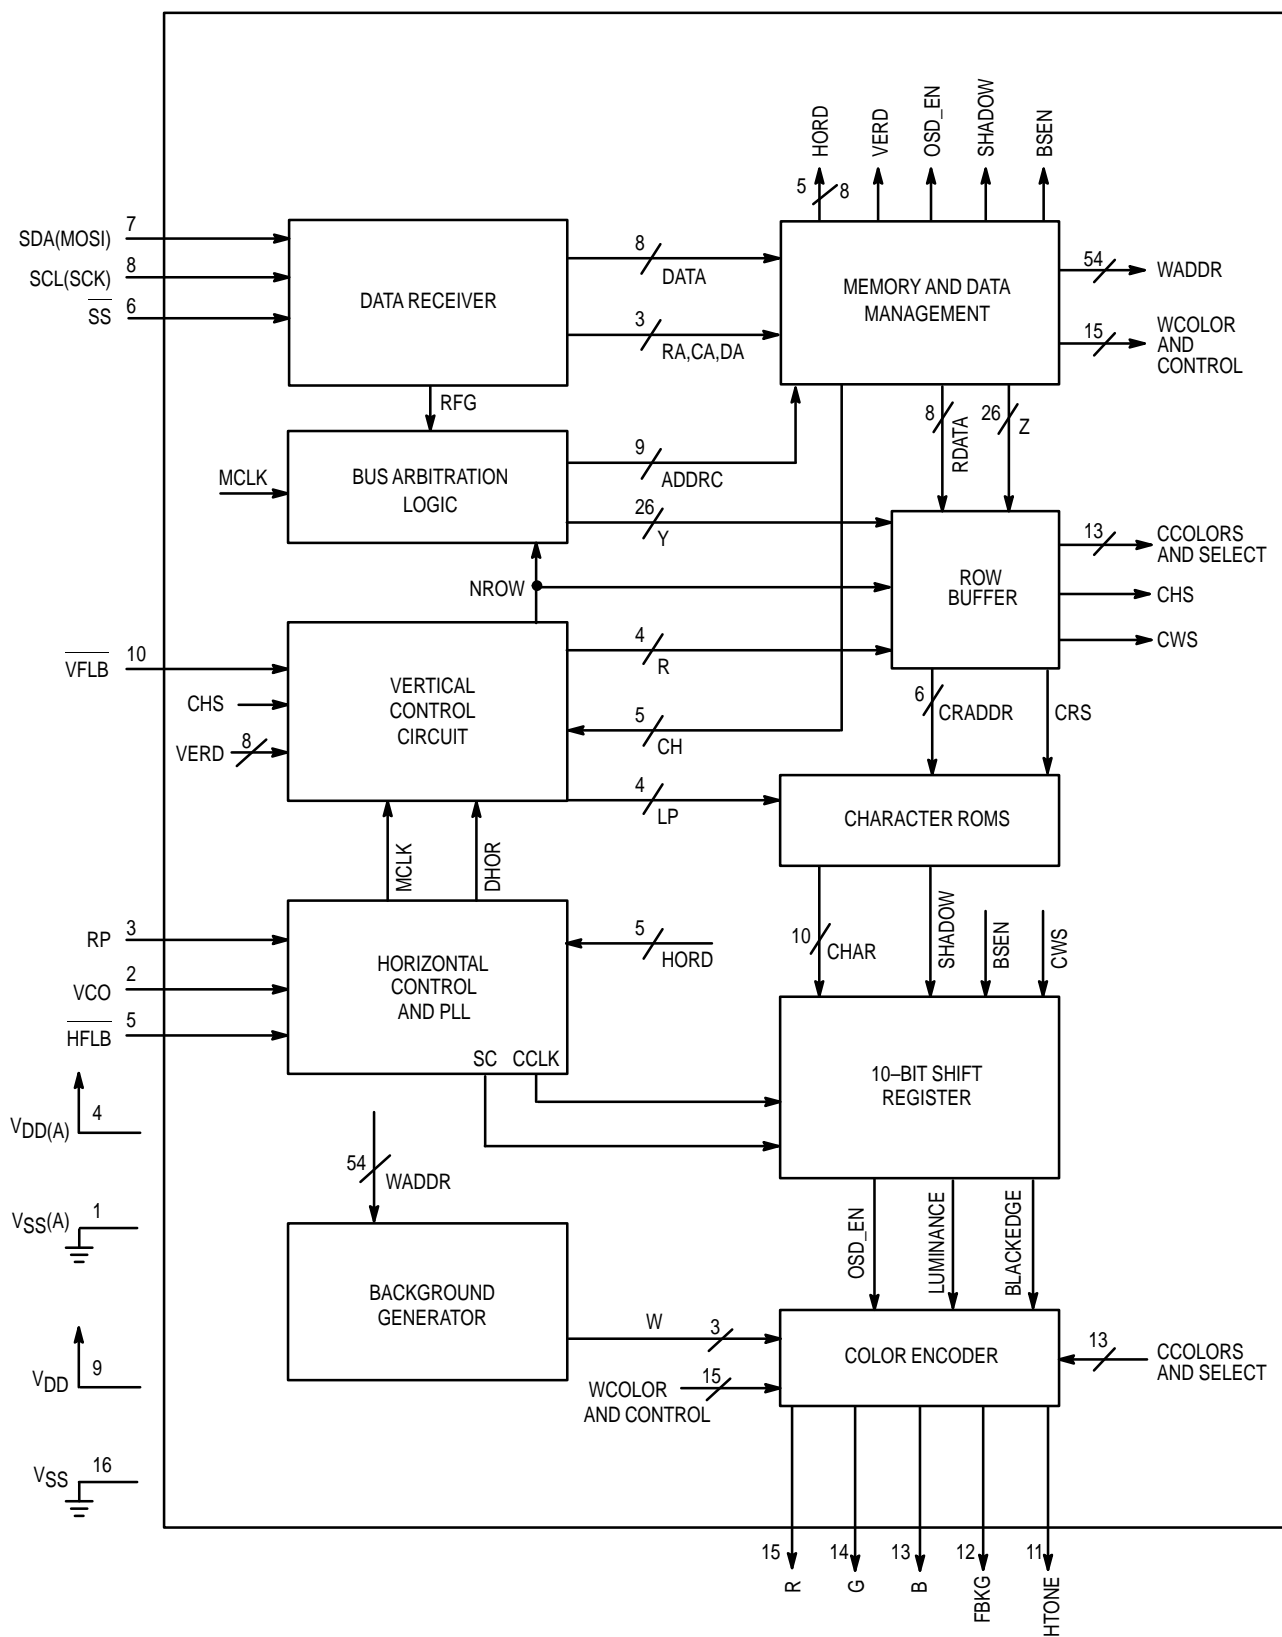 HORD
VERD
OSD_EN
SHADOW
BSEN
5
8
SDA(MOSI)
7
SCL(SCK)
8
SS
6
DATA RECEIVER
8
DATA
3
RA,CA,DA
MEMORY AND DATA
MANAGEMENT
54
WADDR
15
WCOLOR
AND
CONTROL
RFG
MCLK
BUS ARBITRATION
LOGIC
9
ADDRC
26
Y
8
RDATA
26
Z
NROW
ROW
BUFFER
13
CCOLORS
AND SELECT
CHS
CWS
VFLB
10
CHS
VERD
8
VERTICAL
CONTROL
CIRCUIT
4
R
5
CH
4
LP
6
CRADDR
CRS
CHARACTER ROMS
MCLK
DHOR
RP
3
VCO
2
HFLB
5
HORIZONTAL
CONTROL
AND PLL
SC
CCLK
5
HORD
10
CHAR
SHADOW
BSEN
CWS
10–BIT SHIFT
REGISTER
VDD(A)
4
VSS(A)
1
54
WADDR
BACKGROUND
GENERATOR
OSD_EN
LUMINANCE
BLACKEDGE
W
3
COLOR ENCODER
13
CCOLORS
AND SELECT
WCOLOR
AND CONTROL
15
VDD
9
VSS
16
15
14
13
12
11
R
G
B
FBKG
HTONE